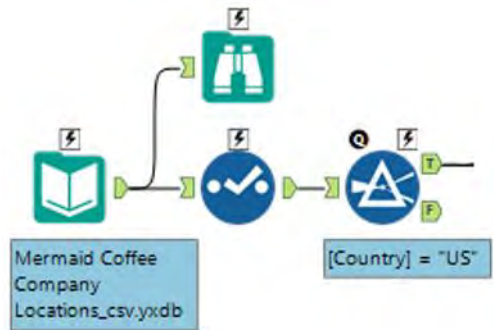 Q
T
F
Mermaid Coffee
Company
Locations_csv.yxdb
[Country] = "US"